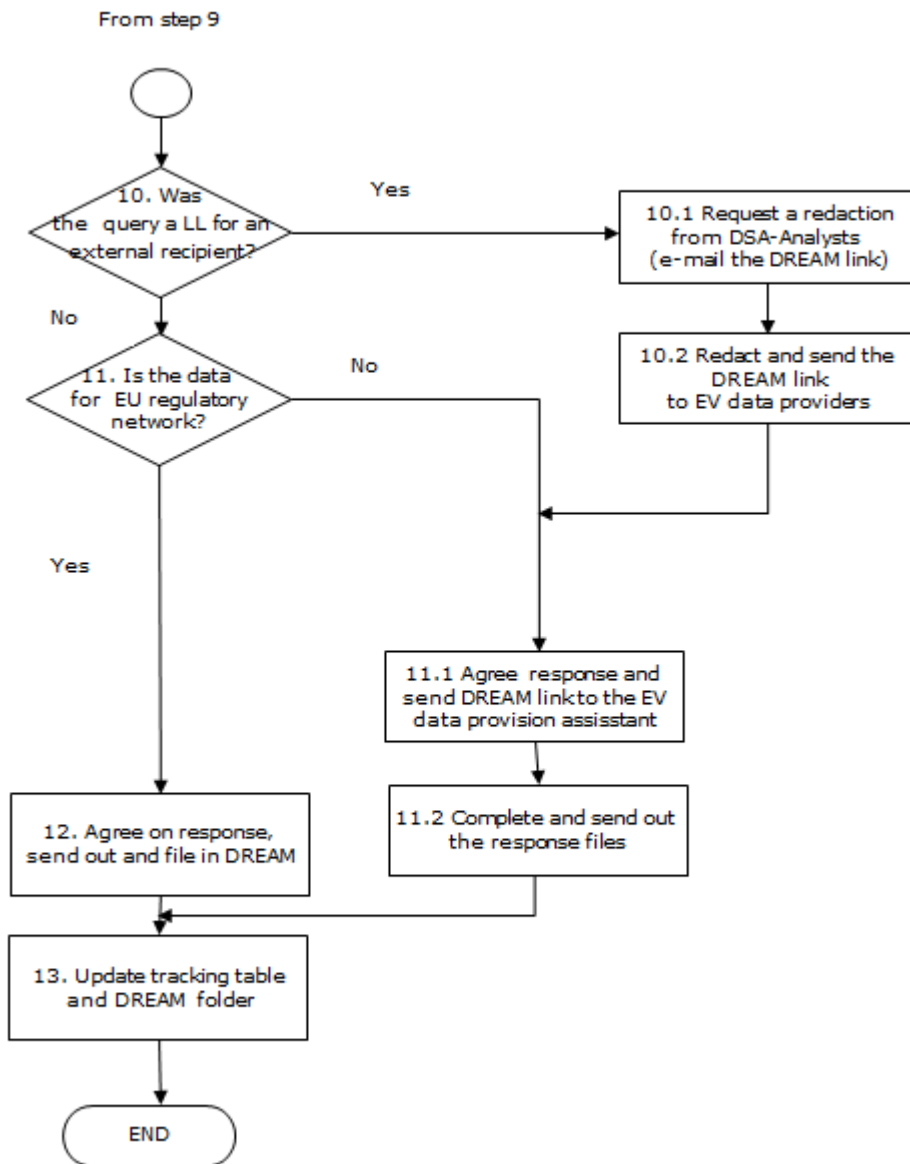 From step 9
10. Was
the query a LL for an
external recipient?
Yes
10.1 Request a redaction
from DSA-Analysts
(e-mail the DREAM link)
No
11. Is the data
for EU regulatory
network?
No
10.2 Redact and send the
DREAM link
to EV data providers
Yes
11.1 Agree response and
send DREAM link to the EV
data provision assisstant
12. Agree on response,
send out and file in DREAM
11.2 Complete and send out
the response files
13. Update tracking table
and DREAM folder
END